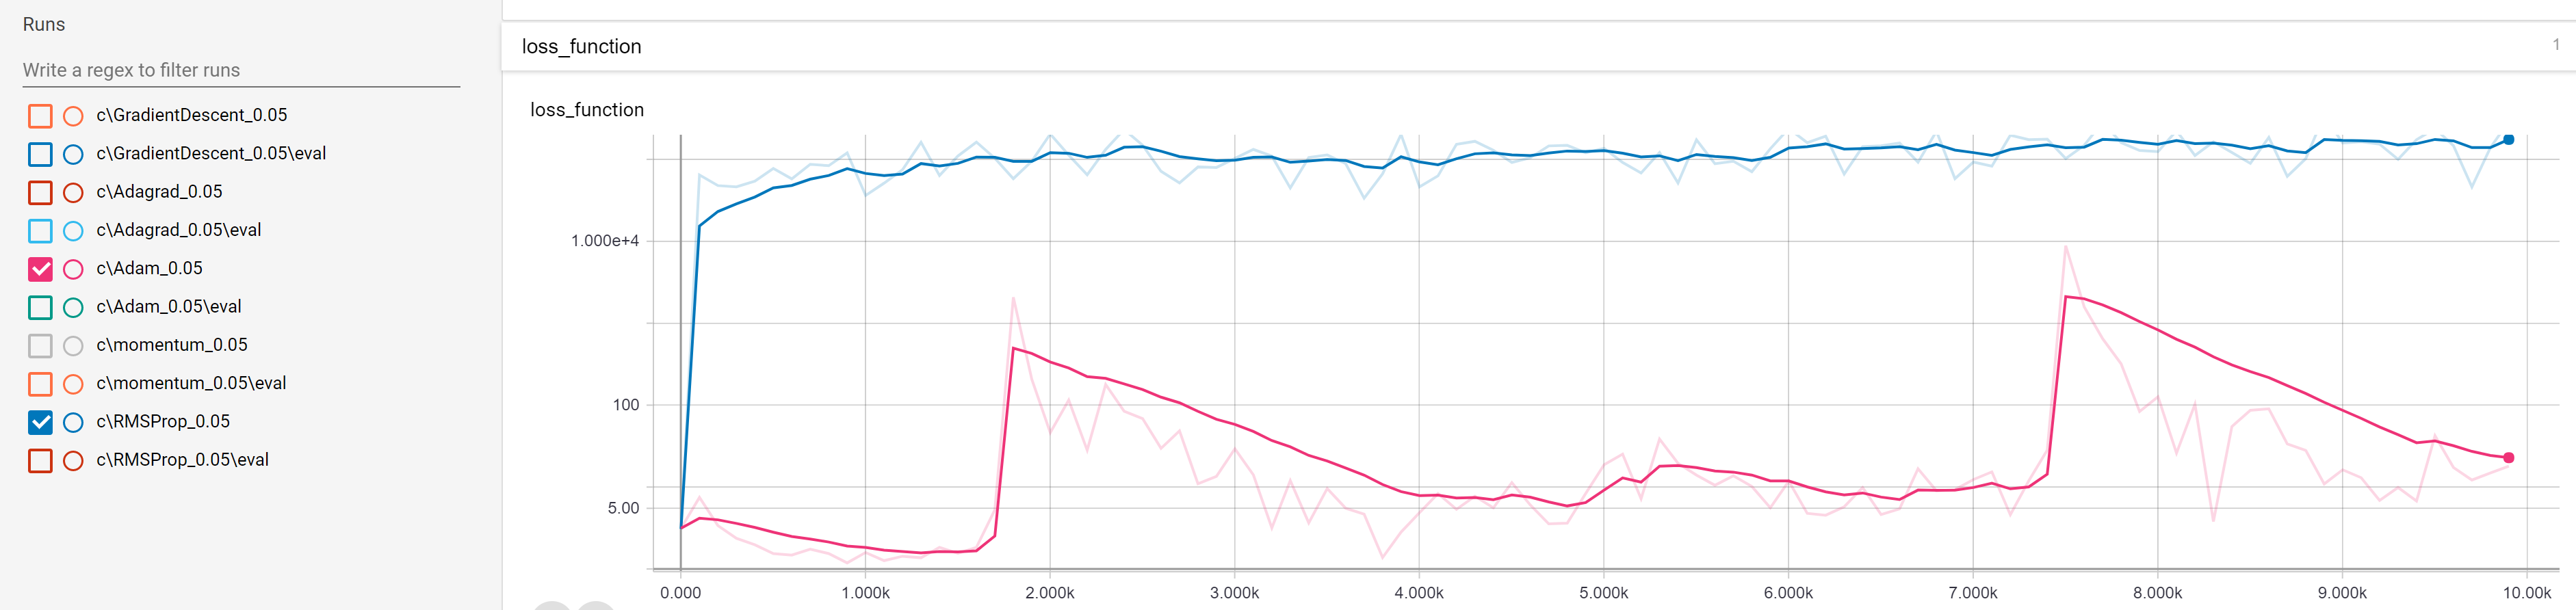 Runs
Write a regex to filter runs
c\GradientDescent_0.05
c\GradientDescent_0.05\eval
c\Adagrad_0.05
c\Adagrad_0.05\eval
c\Adam_0.05
c\Adam_0.05\eval
c\momentum_0.05
c\momentum_0.05\eval
c\RMSProp_0.05
c\RMSProp_0.05\eval
loss_function 1
loss_function
1.000e+4
100
5.00
0.000 1.000k 2.000k 3.000k 4.000k 5.000k 6.000k 7.000k 8.000k 9.000k 10.00k